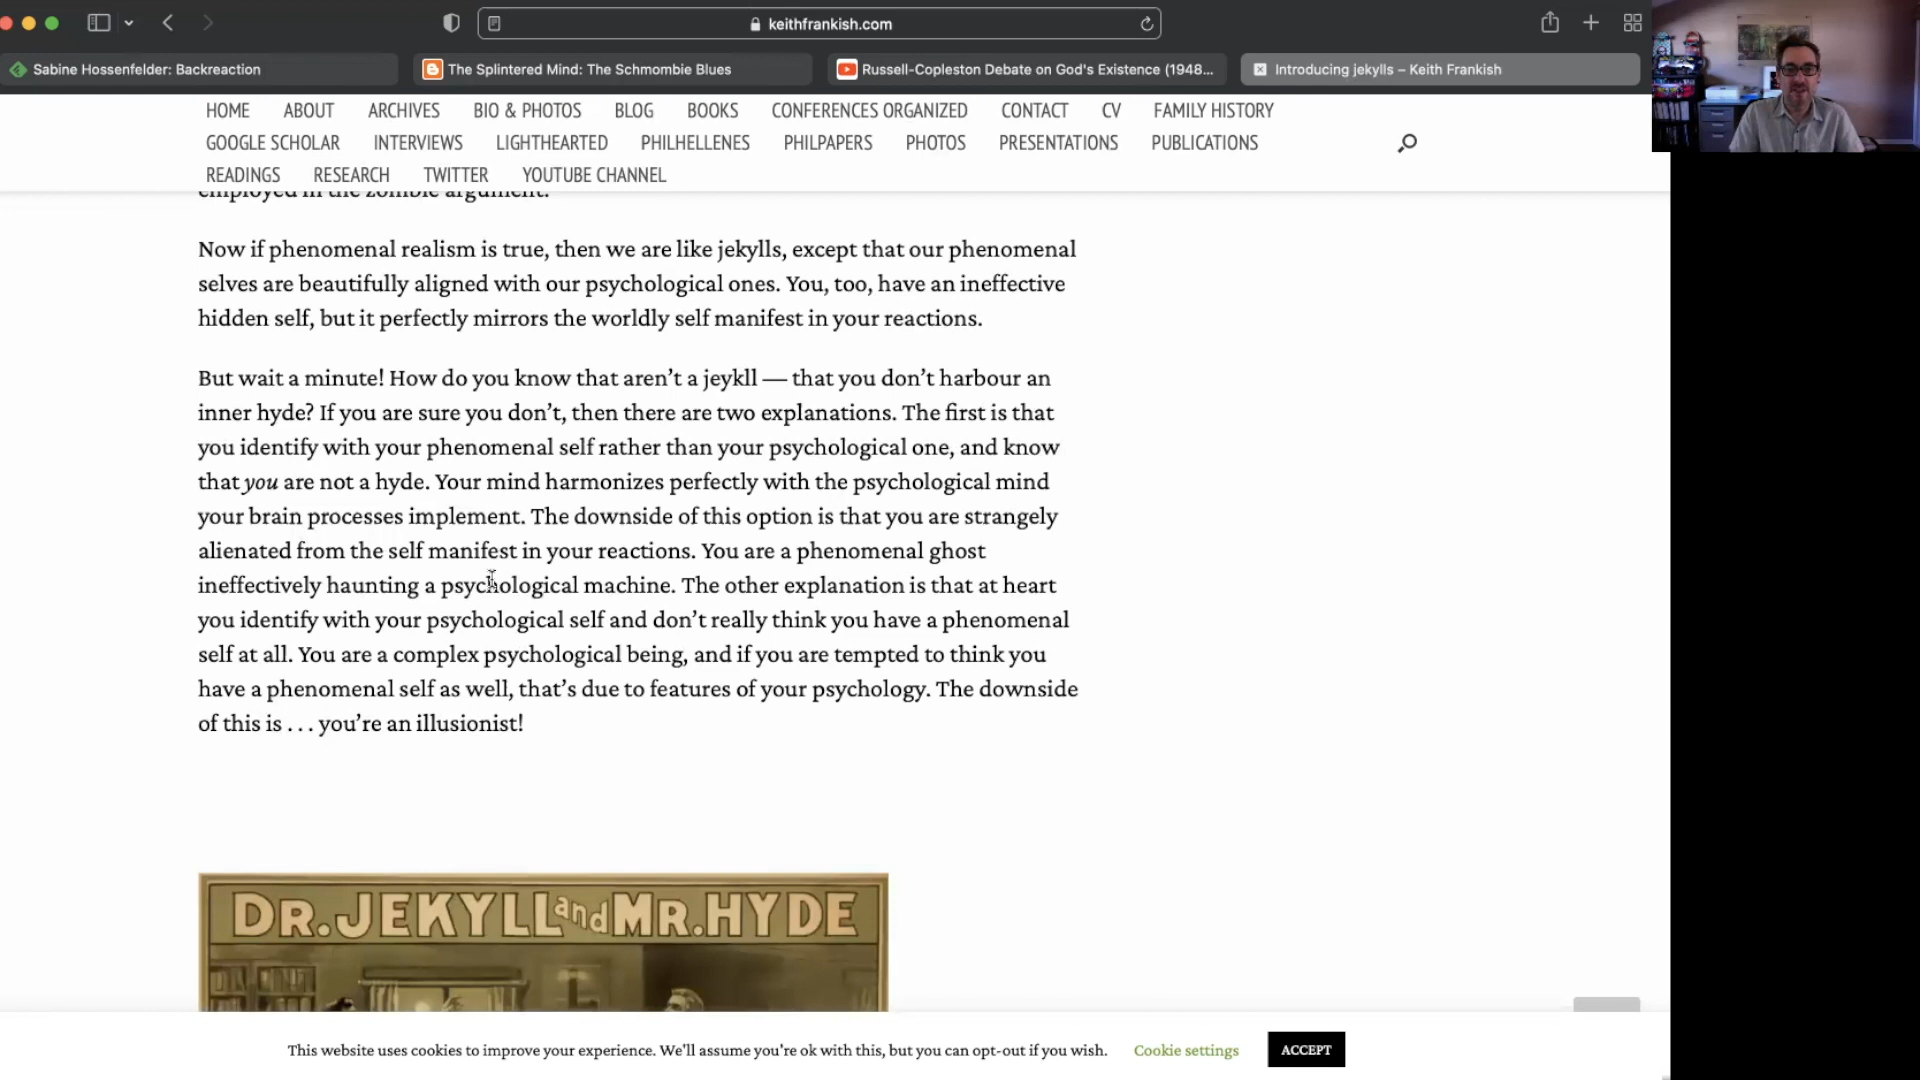 keithfrankish.com
Sabine Hossenfelder: Backreaction
The Splintered Mind: The Schmombie Blues
Russell-Copleston Debate on God's Existence (1948...
Introducing jekylls – Keith Frankish
HOME ABOUT ARCHIVES BIO & PHOTOS BLOG BOOKS CONFERENCES ORGANIZED CONTACT CV FAMILY HISTORY
GOOGLE SCHOLAR INTERVIEWS LIGHTHEARTED PHILHELLENES PHILPAPERS PHOTOS PRESENTATIONS PUBLICATIONS
READINGS RESEARCH TWITTER YOUTUBE CHANNEL
employed in the zombie argument.
Now if phenomenal realism is true, then we are like jekylls, except that our phenomenal
selves are beautifully aligned with our psychological ones. You, too, have an ineffective
hidden self, but it perfectly mirrors the worldly self manifest in your reactions.
But wait a minute! How do you know that aren’t a jeykll — that you don’t harbour an
inner hyde? If you are sure you don’t, then there are two explanations. The first is that
you identify with your phenomenal self rather than your psychological one, and know
that you are not a hyde. Your mind harmonizes perfectly with the psychological mind
your brain processes implement. The downside of this option is that you are strangely
alienated from the self manifest in your reactions. You are a phenomenal ghost
ineffectively haunting a psychological machine. The other explanation is that at heart
you identify with your psychological self and don’t really think you have a phenomenal
self at all. You are a complex psychological being, and if you are tempted to think you
have a phenomenal self as well, that’s due to features of your psychology. The downside
of this is . . . you’re an illusionist!
DR. JEKYLL and MR. HYDE
This website uses cookies to improve your experience. We'll assume you're ok with this, but you can opt-out if you wish. Cookie settings ACCEPT